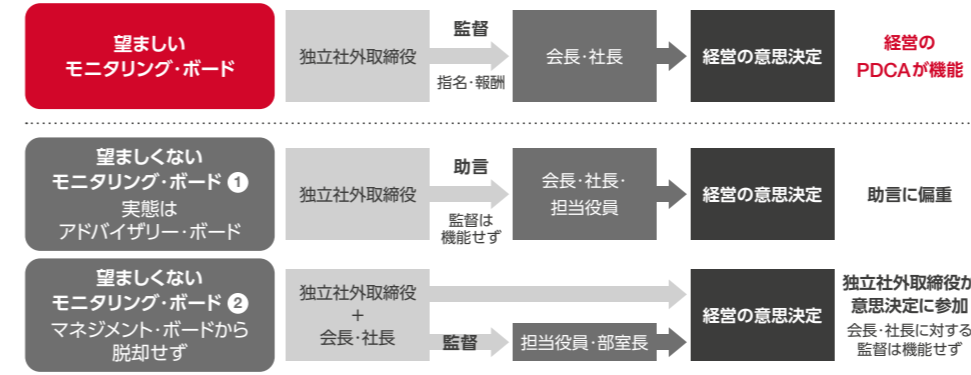 望ましい
モニタリング・ボード
独立社外取締役
監督
指名・報酬
会長・社長
経営の意思決定
経営の
PDCAが機能
望ましくない
モニタリング・ボード ❶
実態は
アドバイザリー・ボード
独立社外取締役
助言
監督は
機能せず
会長・社長・
担当役員
経営の意思決定
助言に偏重
望ましくない
モニタリング・ボード ❷
マネジメント・ボードから
脱却せず
独立社外取締役
+
会長・社長
監督
担当役員・部室長
経営の意思決定
独立社外取締役が
意思決定に参加
会長・社長に対する
監督は機能せず